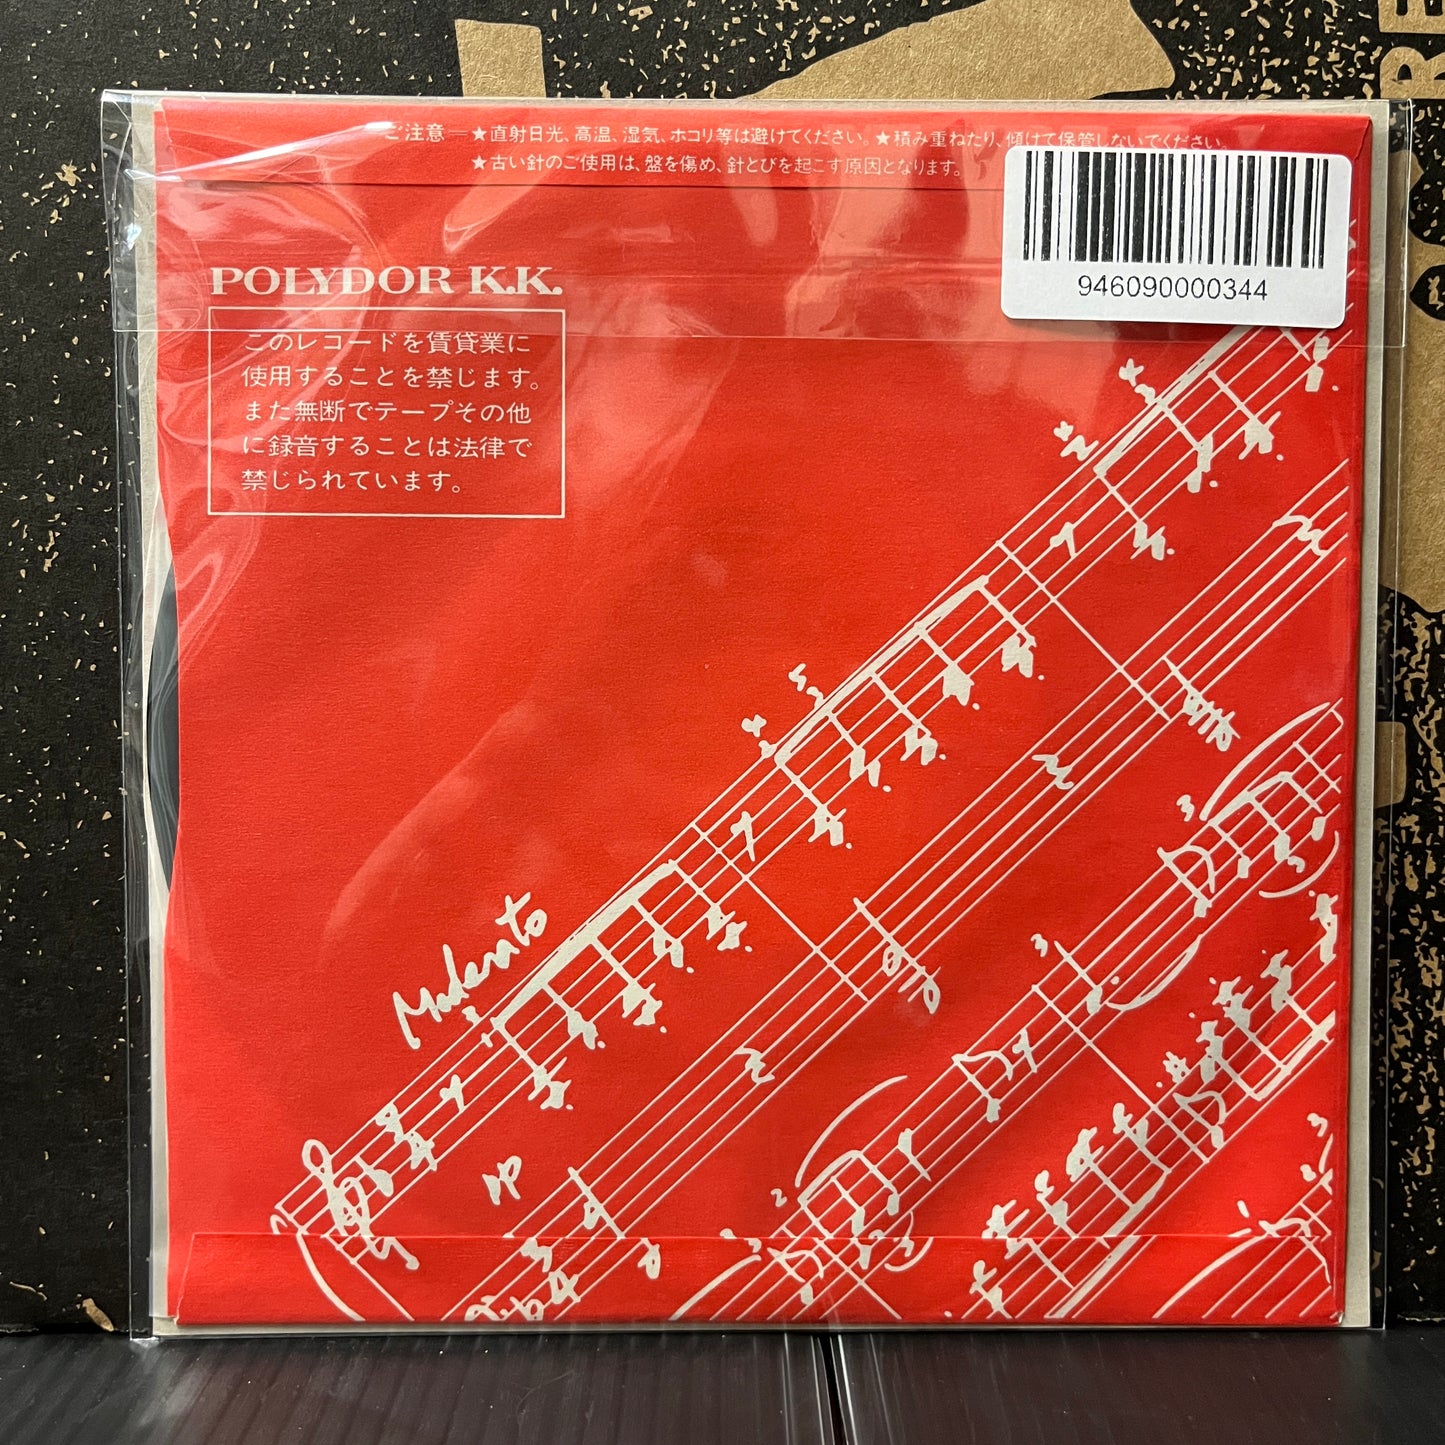 ご注意＝★直射日光、高温、湿気、ホコリ等は避けてください。★積み重ねたり、傾けて保管しないでください。
★古い針のご使用は、盤を傷め、針とびを起こす原因となります。
946090000344
POLYDOR K.K.
このレコードを賃貸業に
使用することを禁じます。
また無断でテープその他
に録音することは法律で
禁じられています。
Moderato